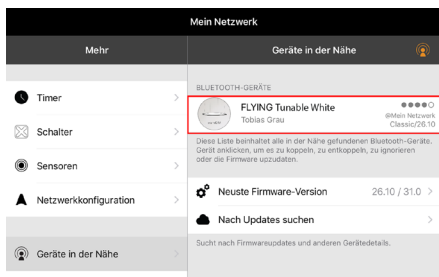 Mein Netzwerk
Mehr
Geräte in der Nähe
Timer
Schalter
Sensoren
Netzwerkkonfiguration
Geräte in der Nähe
BLUETOOTH-GERÄTE
FLYING Tunable White
Tobias Grau
@Mein Netzwerk
Classic/26.10
Diese Liste beinhaltet alle in der Nähe gefundenen Bluetooth-Geräte.
Gerät anklicken, um es zu koppeln, zu entkoppeln, zu ignorieren
oder die Firmware upzudaten.
Neuste Firmware-Version 26.10 / 31.0
Nach Updates suchen
Sucht nach Firmwareupdates und anderen Gerätedetails.